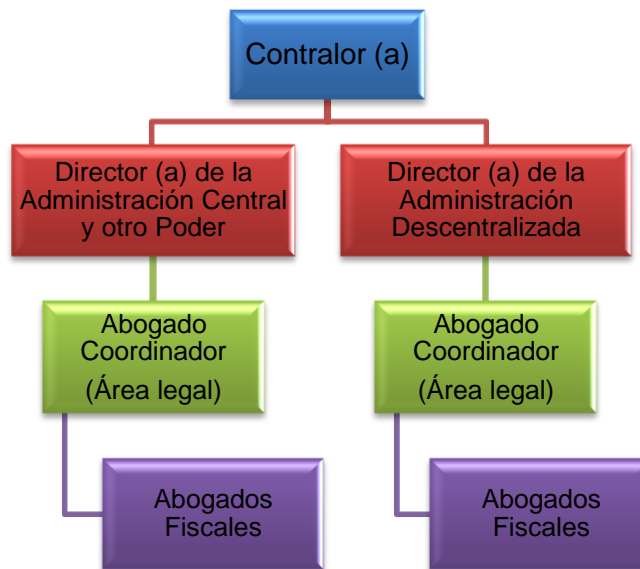 Contralor (a)
Director (a) de la
Administración Central
y otro Poder
Director (a) de la
Administración
Descentralizada
Abogado
Coordinador
(Área legal)
Abogado
Coordinador
(Área legal)
Abogados
Fiscales
Abogados
Fiscales